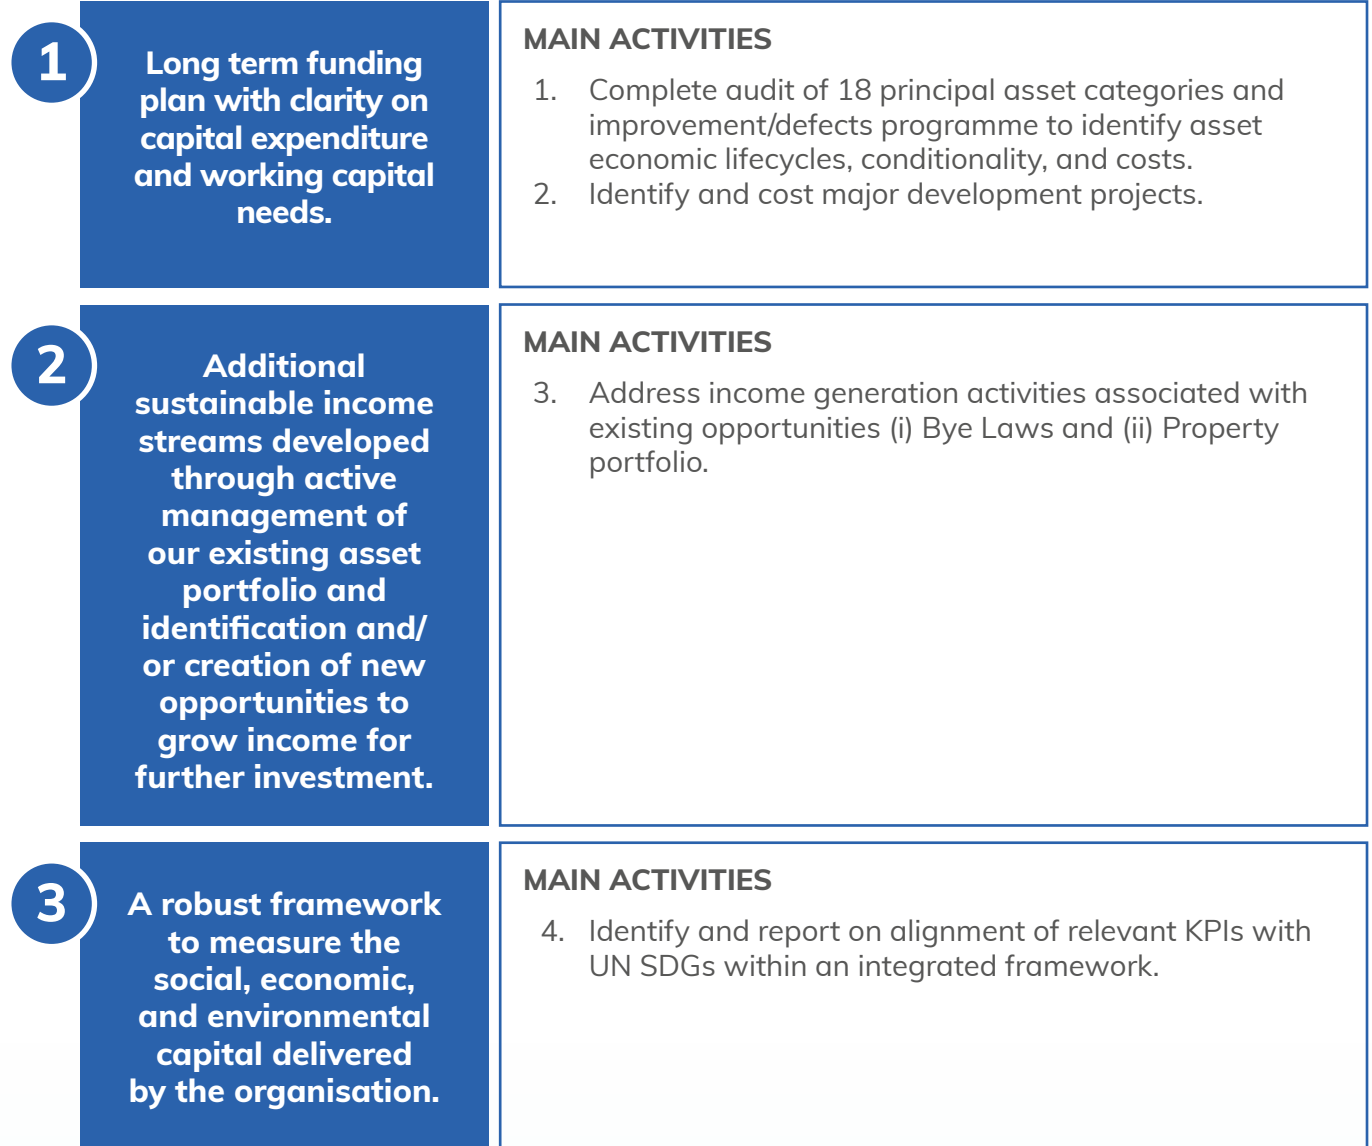 1
Long term funding
plan with clarity on
capital expenditure
and working capital
needs.
MAIN ACTIVITIES
1. Complete audit of 18 principal asset categories and
improvement/defects programme to identify asset
economic lifecycles, conditionality, and costs.
2. Identify and cost major development projects.
2
Additional
sustainable income
streams developed
through active
management of
our existing asset
portfolio and
identification and/
or creation of new
opportunities to
grow income for
further investment.
MAIN ACTIVITIES
3. Address income generation activities associated with
existing opportunities (i) Bye Laws and (ii) Property
portfolio.
3
A robust framework
to measure the
social, economic,
and environmental
capital delivered
by the organisation.
MAIN ACTIVITIES
4. Identify and report on alignment of relevant KPIs with
UN SDGs within an integrated framework.